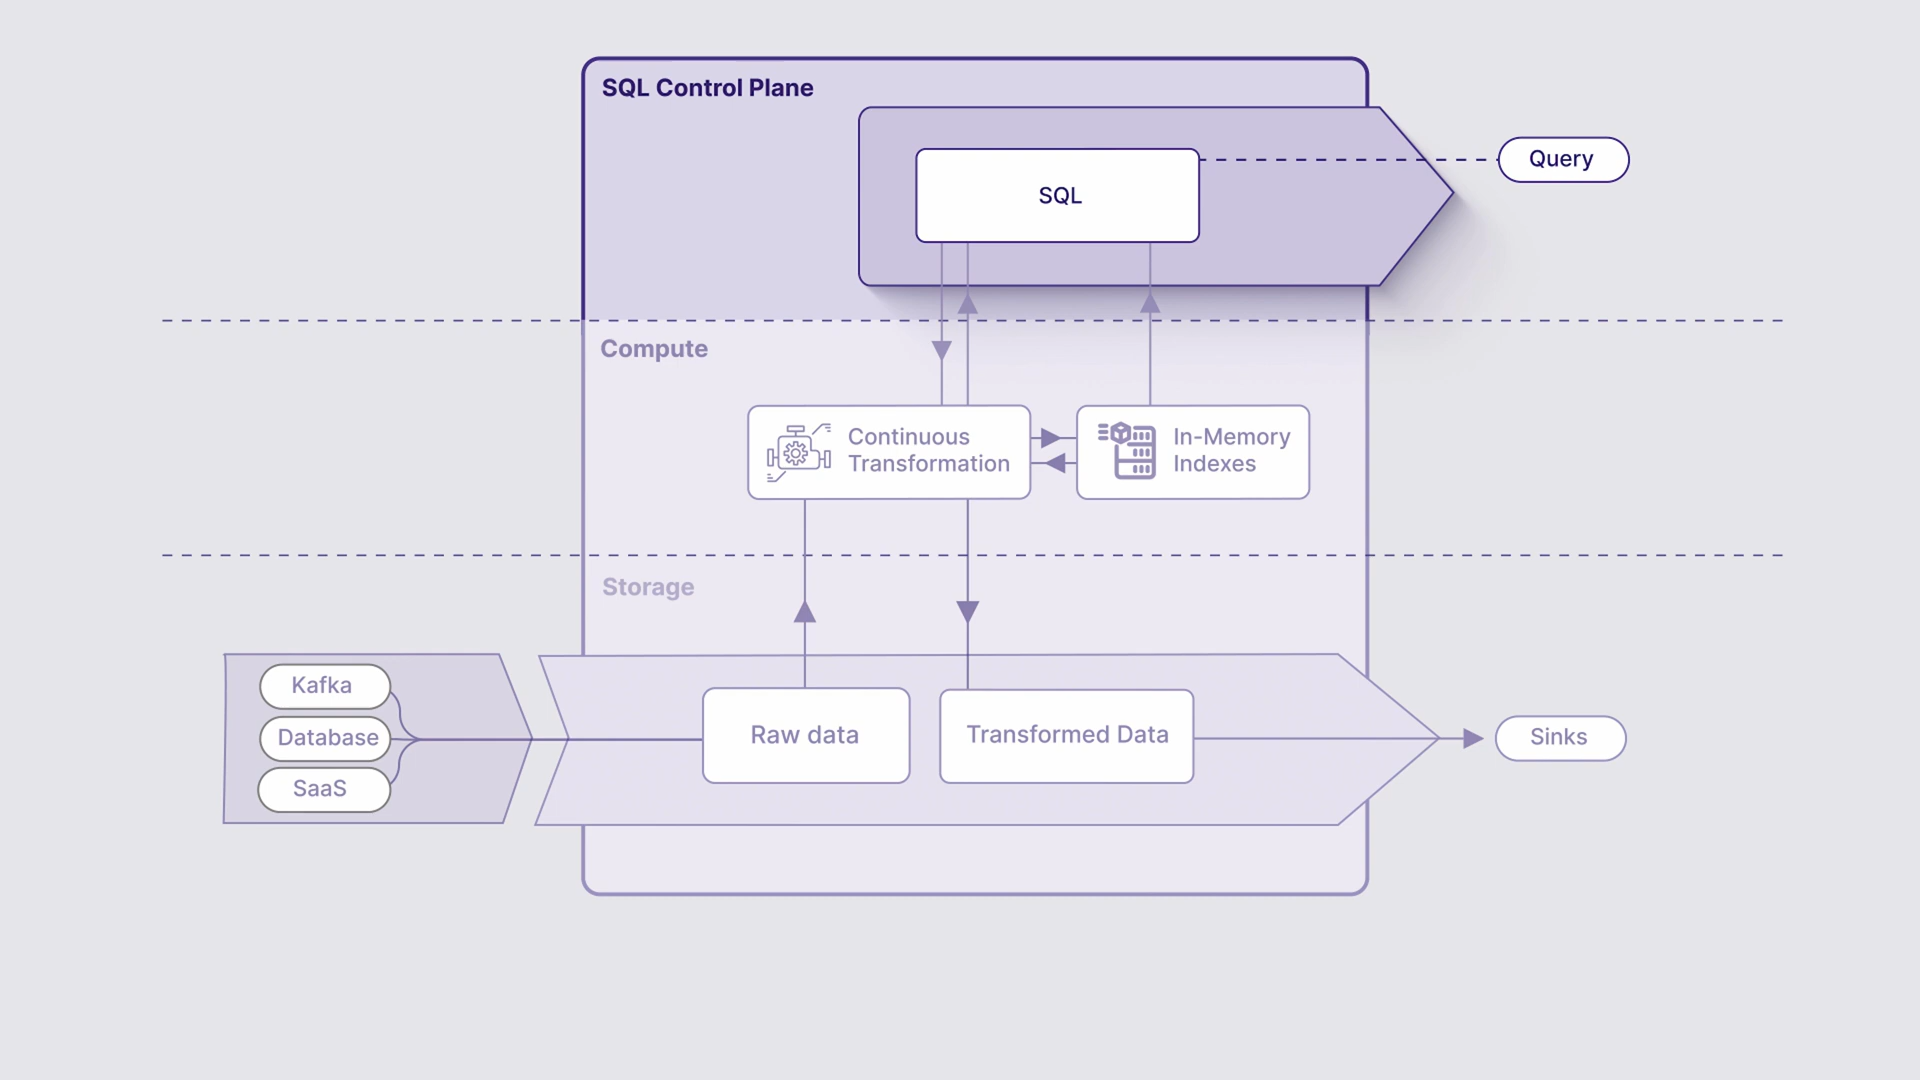 SQL Control Plane
SQL
Query
Compute
Continuous
Transformation
In-Memory
Indexes
Storage
Kafka
Database
SaaS
Raw data
Transformed Data
Sinks